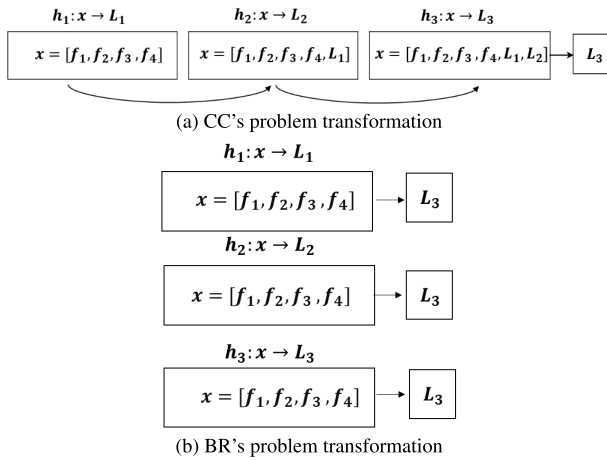 h₁: x → L₁ h₂: x → L₂ h₃: x → L₃
x = [f₁, f₂, f₃, f₄] x = [f₁, f₂, f₃, f₄, L₁] x = [f₁, f₂, f₃, f₄, L₁, L₂] L₃
(a) CC's problem transformation
h₁: x → L₁
x = [f₁, f₂, f₃, f₄] L₃
h₂: x → L₂
x = [f₁, f₂, f₃, f₄] L₃
h₃: x → L₃
x = [f₁, f₂, f₃, f₄] L₃
(b) BR's problem transformation